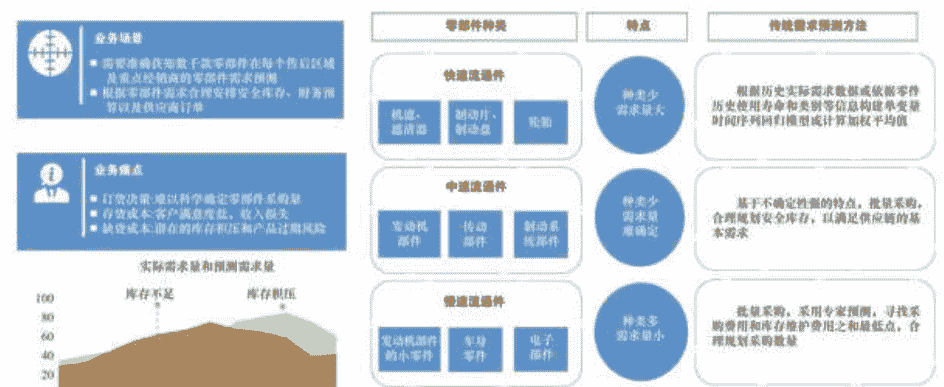 业务场景
■ 需要准确获知数千款零部件在每个售后区域
及重点经销商的零部件需求预测
■ 根据零部件需求合理安排安全库存、财务预
算以及供应商订单
业务痛点
■ 订货决策:难以科学确定零部件采购量
■ 存货成本:客户满意度低、收入损失
■ 缺货成本:潜在的库存积压和产品过期风险
实际需求量和预测需求量
库存不足
库存积压
100
80
60
40
20
零部件种类
特点
传统需求预测方法
快速流通件
机滤、
滤清器
制动片、
制动盘
轮胎
种类少
需求量大
根据历史实际需求数据或依据零件
历史使用寿命和类别等信息构建单变量
时间序列回归模型或计算加权平均值
中速流通件
发动机
部件
传动
部件
制动系
统部件
种类少
需求量
难确定
基于不确定性强的特点，批量采购，
合理规划安全库存，以满足供应链的基
本需求
慢速流通件
发动机部件
的小零件
车身
零件
电子
部件
种类多
需求量小
批量采购，采用专家预测，寻找采
购费用和库存维护费用之和最低点，合
理规划采购数量